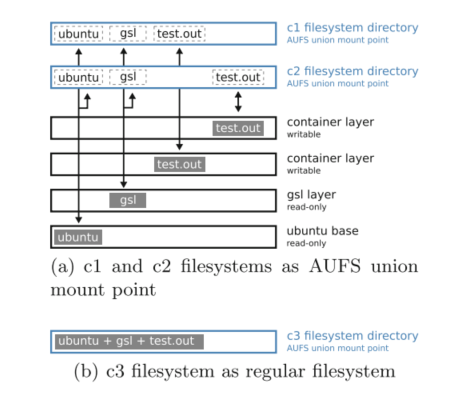 ubuntu gsl test.out c1 filesystem directory
AUFS union mount point
ubuntu gsl test.out c2 filesystem directory
AUFS union mount point
test.out container layer
writable
test.out container layer
writable
gsl gsl layer
read-only
ubuntu ubuntu base
read-only
(a) c1 and c2 filesystems as AUFS union
mount point
ubuntu + gsl + test.out c3 filesystem directory
AUFS union mount point
(b) c3 filesystem as regular filesystem